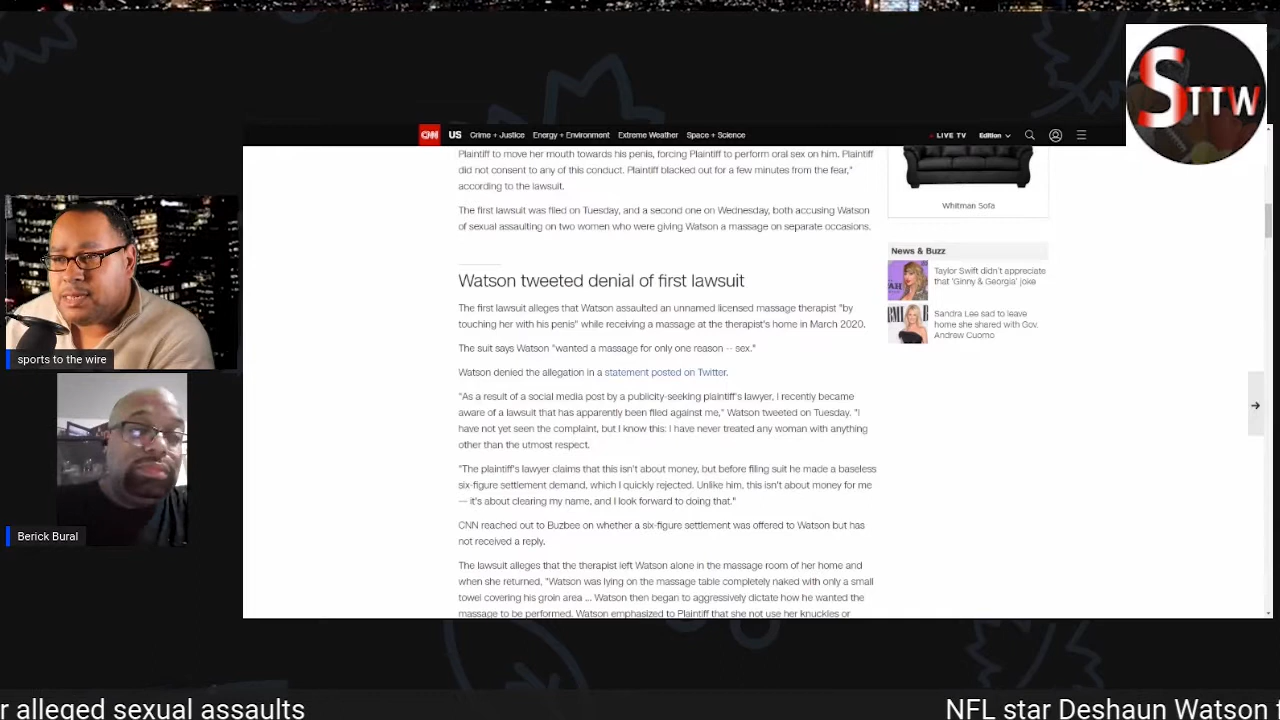 STTW
CNN US Crime + Justice Energy + Environment Extreme Weather Space + Science LIVE TV Edition
Plaintiff to move her mouth towards his penis, forcing Plaintiff to perform oral sex on him. Plaintiff
did not consent to any of this conduct. Plaintiff blacked out for a few minutes from the fear,"
according to the lawsuit.
The first lawsuit was filed on Tuesday, and a second one on Wednesday, both accusing Watson
of sexual assaulting on two women who were giving Watson a massage on separate occasions.
Watson tweeted denial of first lawsuit
The first lawsuit alleges that Watson assaulted an unnamed licensed massage therapist "by
touching her with his penis" while receiving a massage at the therapist's home in March 2020.
The suit says Watson "wanted a massage for only one reason -- sex."
Watson denied the allegation in a statement posted on Twitter.
"As a result of a social media post by a publicity-seeking plaintiff's lawyer, I recently became
aware of a lawsuit that has apparently been filed against me," Watson tweeted on Tuesday. "I
have not yet seen the complaint, but I know this: I have never treated any woman with anything
other than the utmost respect.
"The plaintiff's lawyer claims that this isn't about money, but before filing suit he made a baseless
six-figure settlement demand, which I quickly rejected. Unlike him, this isn't about money for me
-- it's about clearing my name, and I look forward to doing that."
CNN reached out to Buzbee on whether a six-figure settlement was offered to Watson but has
not received a reply.
The lawsuit alleges that the therapist left Watson alone in the massage room of her home and
when she returned, "Watson was lying on the massage table completely naked with only a small
towel covering his groin area ... Watson then began to aggressively dictate how he wanted the
massage to be performed. Watson emphasized to Plaintiff that she not use her knuckles or
Whitman Sofa
News & Buzz
Taylor Swift didn't appreciate
that 'Ginny & Georgia' joke
Sandra Lee sad to leave
home she shared with Gov.
Andrew Cuomo
sports to the wire
Berick Bural
r alleged sexual assaults
NFL star Deshaun Watson